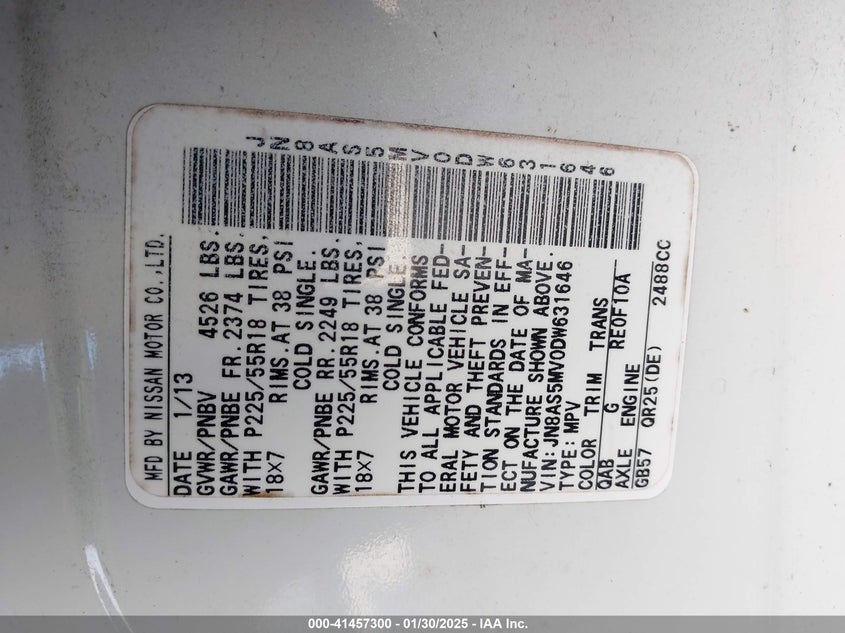 JN8AS5MV0DW631646
MFD BY NISSAN MOTOR CO.,LTD.
DATE 1/13
GVWR/PNBV 4526 LBS.
GAWR/PNBE FR. 2374 LBS.
WITH P225/55R18 TIRES,
18X7 RIMS.AT 38 PSI
COLD SINGLE.
GAWR/PNBE RR. 2249 LBS.
WITH P225/55R18 TIRES,
18X7 RIMS.AT 38 PSI
COLD SINGLE.
THIS VEHICLE CONFORMS
TO ALL APPLICABLE FED-
ERAL MOTOR VEHICLE SA-
FETY AND THEFT PREVEN-
TION STANDARDS IN EFF-
ECT ON THE DATE OF MA-
NUFACTURE SHOWN ABOVE.
VIN:JN8AS5MV0DW631646
TYPE:MPV
COLOR TRIM TRANS
QAB G RE0F10A
AXLE ENGINE
GB57 QR25(DE) 2488CC
000-41457300 - 01/30/2025 - IAA Inc.